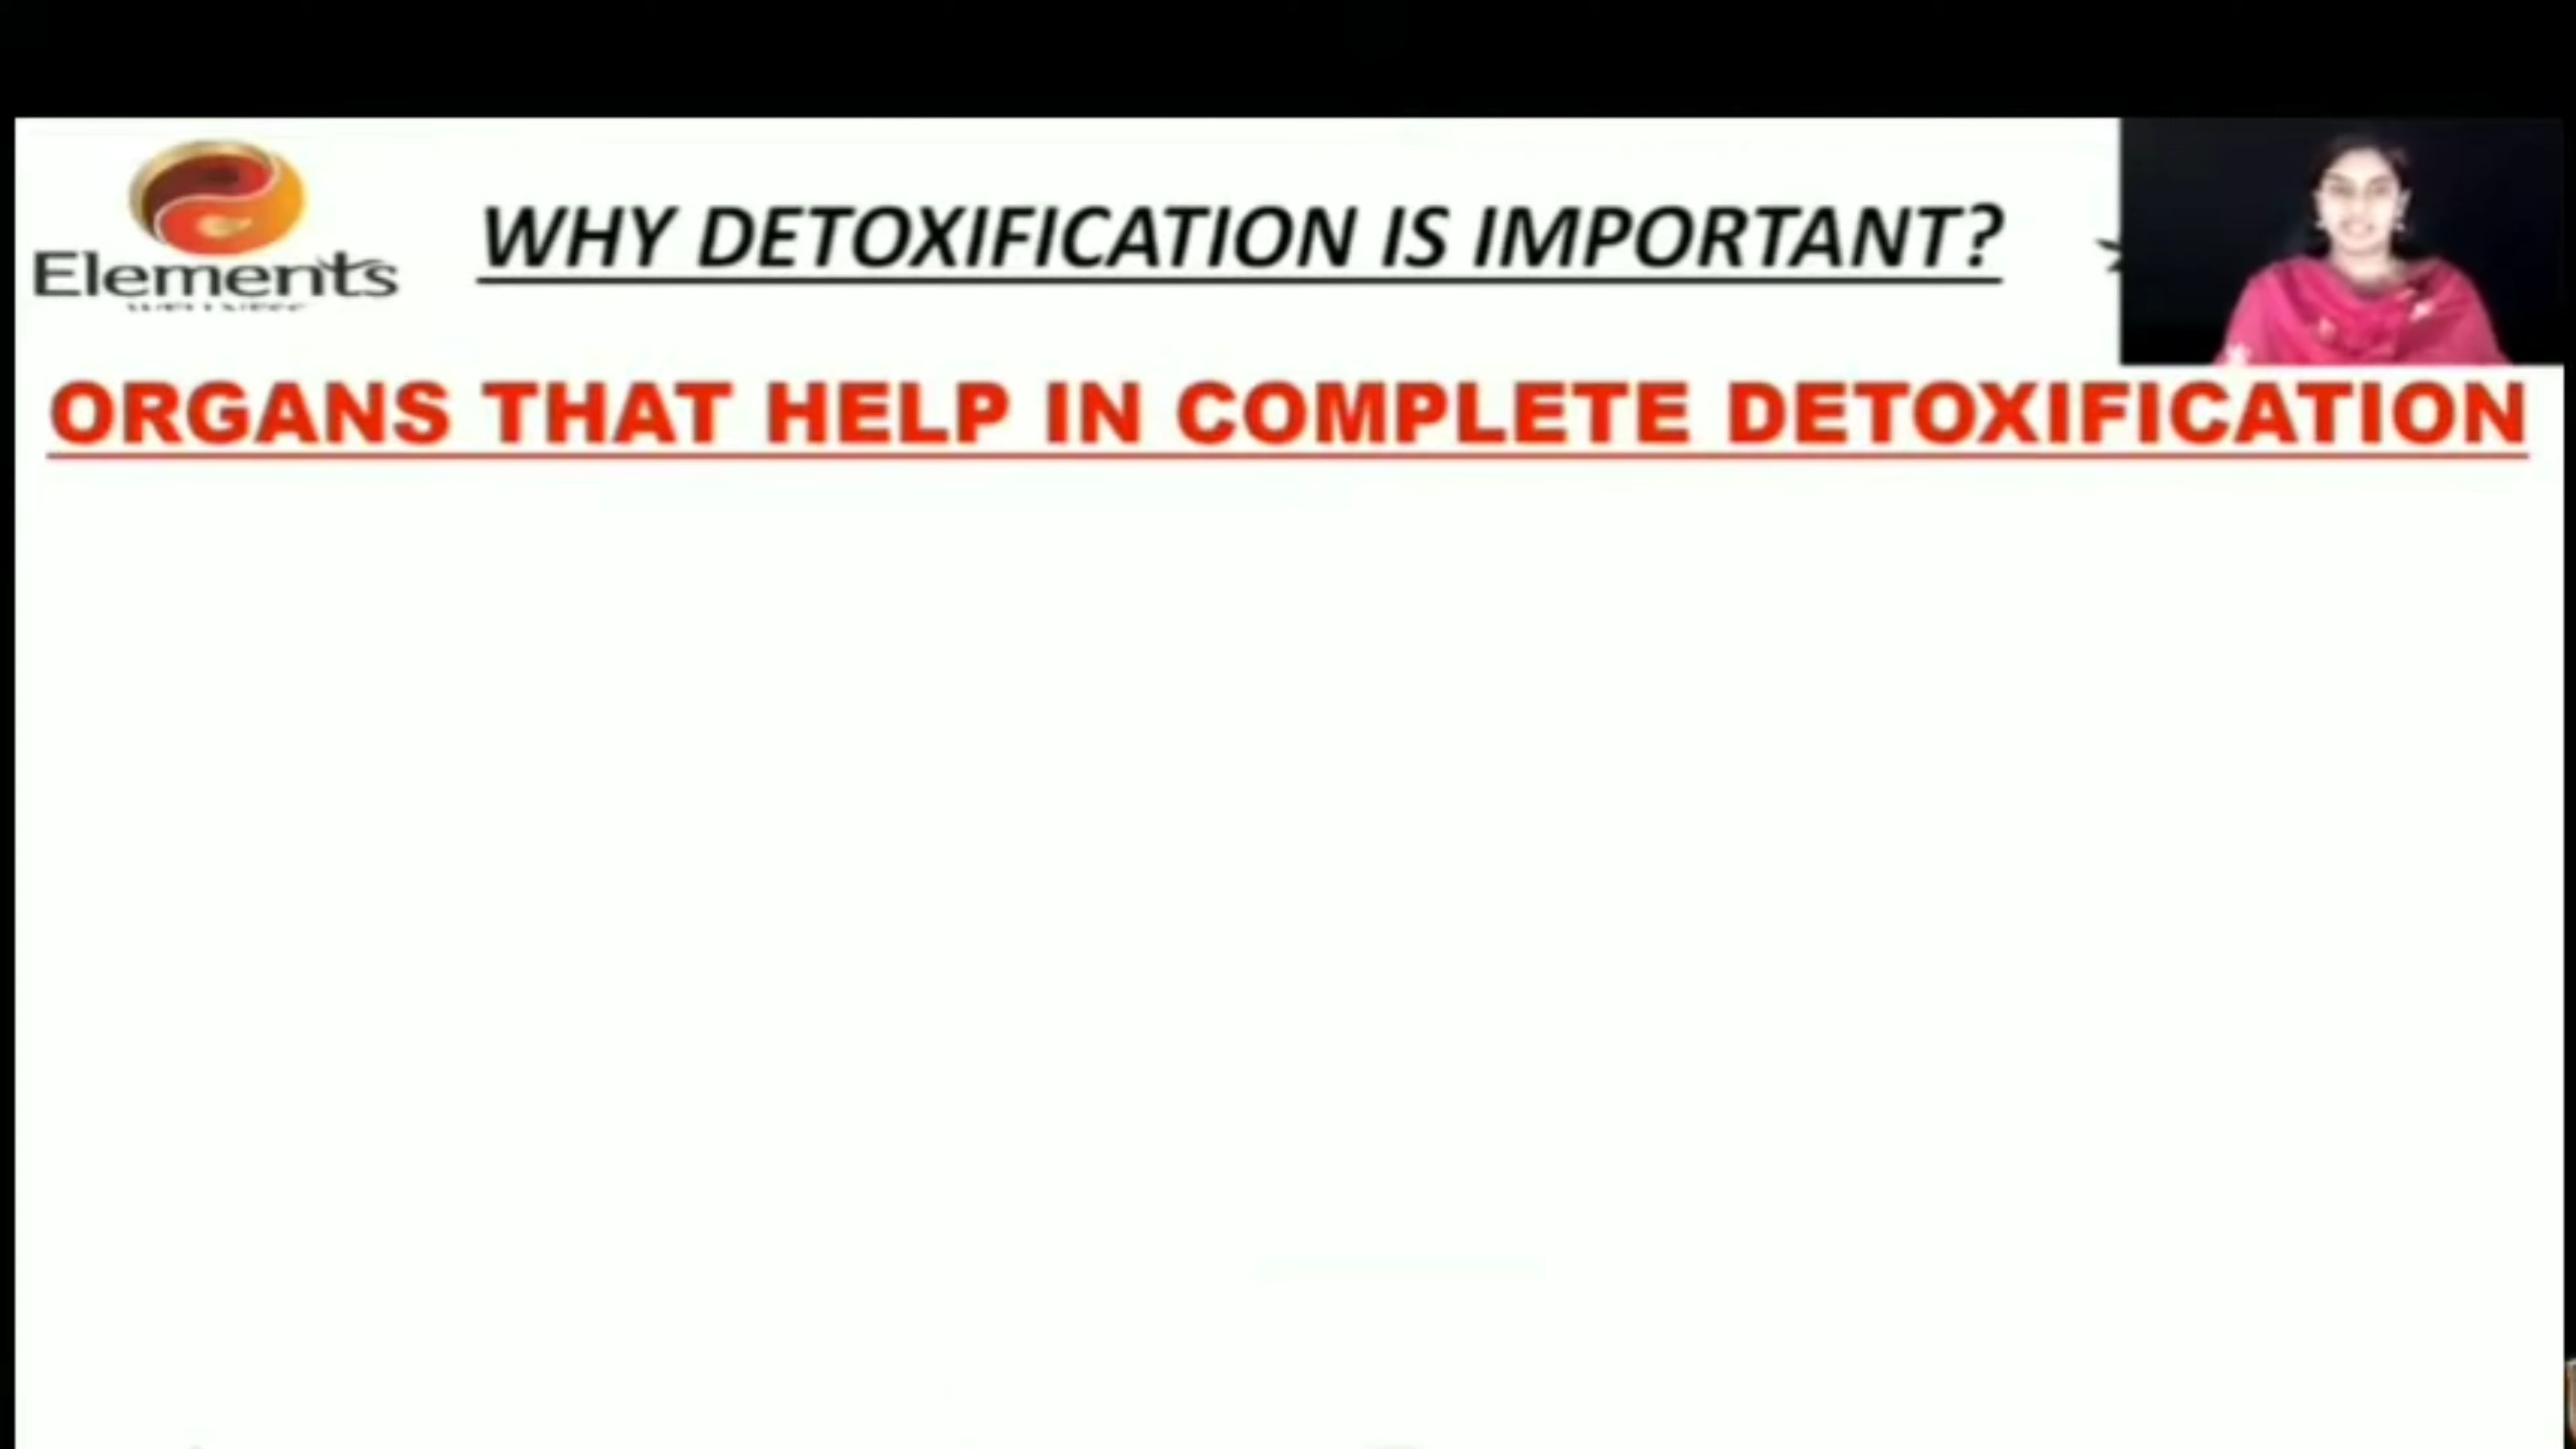 Elements
WHY DETOXIFICATION IS IMPORTANT?
ORGANS THAT HELP IN COMPLETE DETOXIFICATION